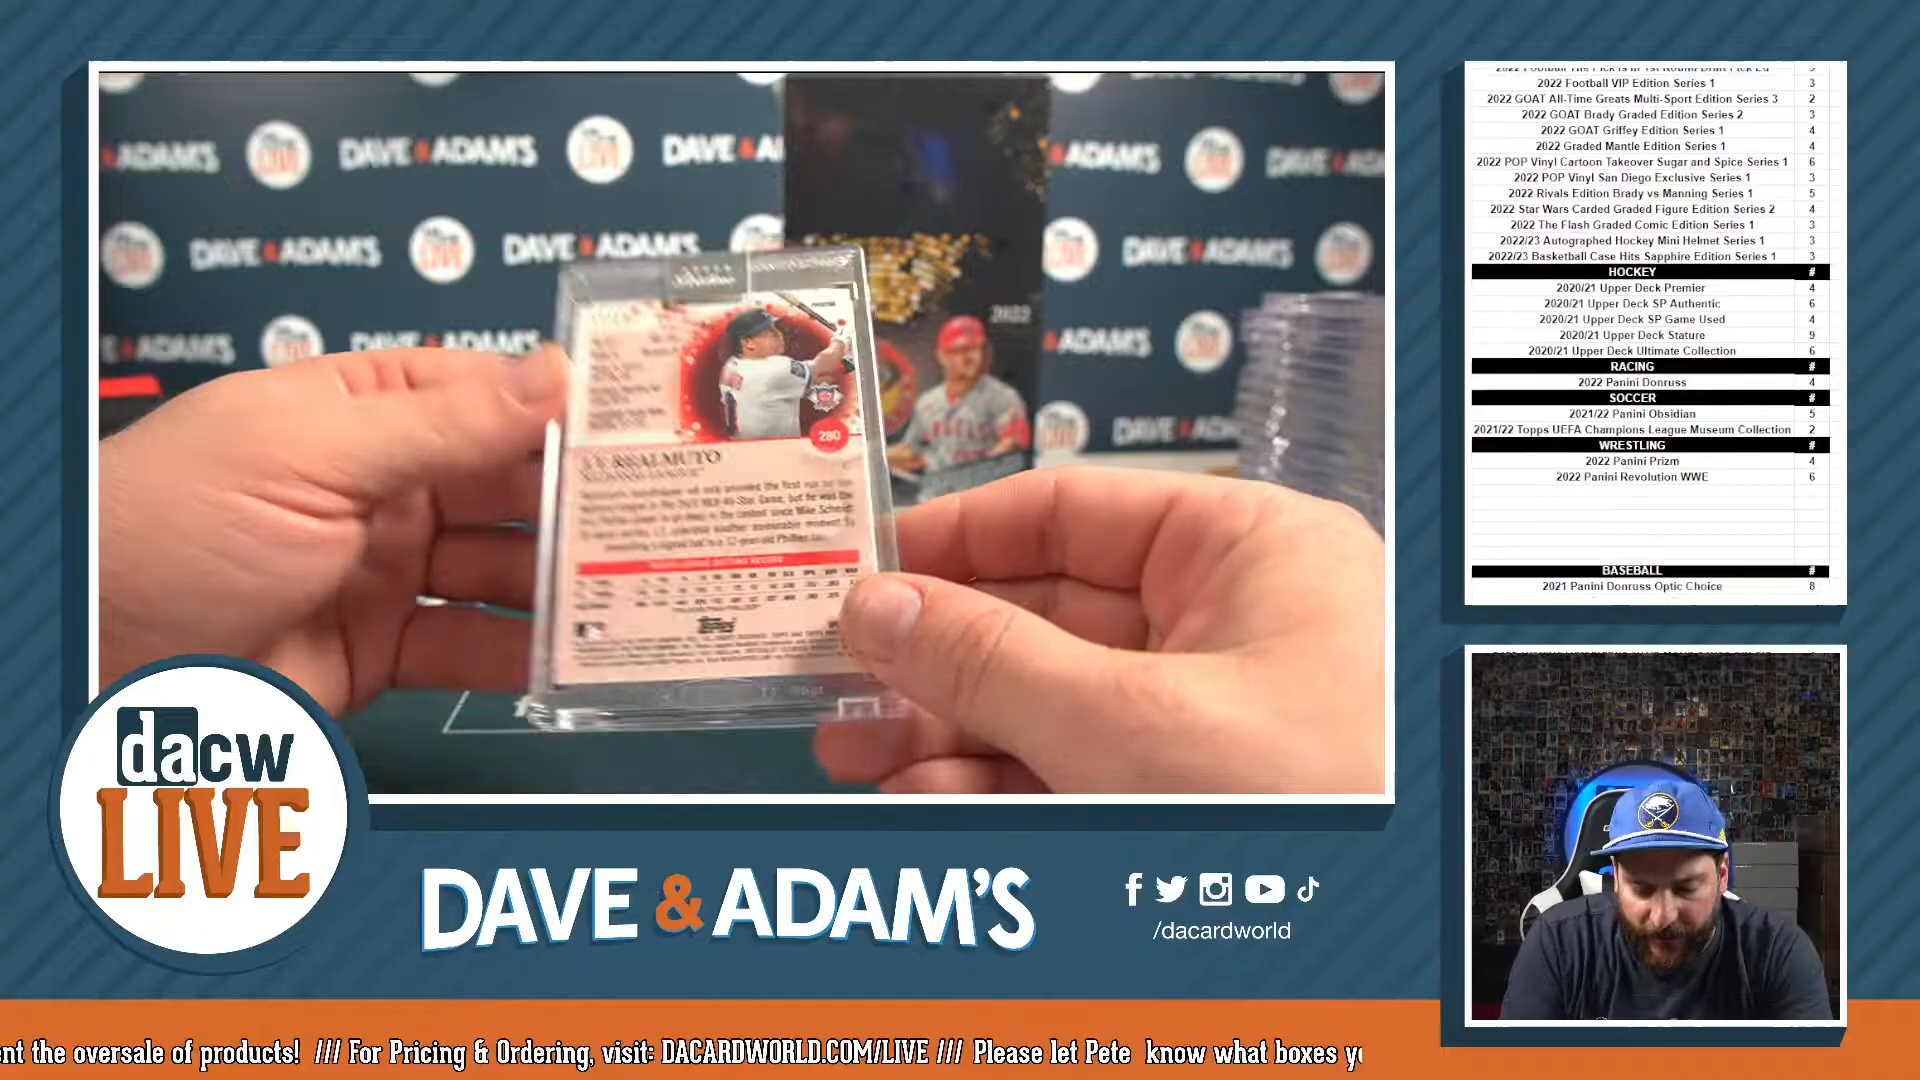 DAVE & ADAM'S
2022
280
J.T. REALMUTO
topps
2022 Football VIP Edition Series 1 3
2022 GOAT All-Time Greats Multi-Sport Edition Series 3 2
2022 GOAT Brady Graded Edition Series 2 3
2022 GOAT Griffey Edition Series 1 4
2022 Graded Mantle Edition Series 1 4
2022 POP Vinyl Cartoon Takeover Sugar and Spice Series 1 6
2022 POP Vinyl San Diego Exclusive Series 1 3
2022 Rivals Edition Brady vs Manning Series 1 5
2022 Star Wars Carded Graded Figure Edition Series 2 4
2022 The Flash Graded Comic Edition Series 1 3
2022/23 Autographed Hockey Mini Helmet Series 1 3
2022/23 Basketball Case Hits Sapphire Edition Series 1 3
HOCKEY #
2020/21 Upper Deck Premier 4
2020/21 Upper Deck SP Authentic 6
2020/21 Upper Deck SP Game Used 4
2020/21 Upper Deck Stature 9
2020/21 Upper Deck Ultimate Collection 6
RACING #
2022 Panini Donruss 4
SOCCER #
2021/22 Panini Obsidian 5
2021/22 Topps UEFA Champions League Museum Collection 2
WRESTLING #
2022 Panini Prizm 4
2022 Panini Revolution WWE 6
BASEBALL #
2021 Panini Donruss Optic Choice 8
dacw
LIVE
DAVE & ADAM'S
/dacardworld
nt the oversale of products! /// For Pricing & Ordering, visit: DACARDWORLD.COM/LIVE /// Please let Pete know what boxes